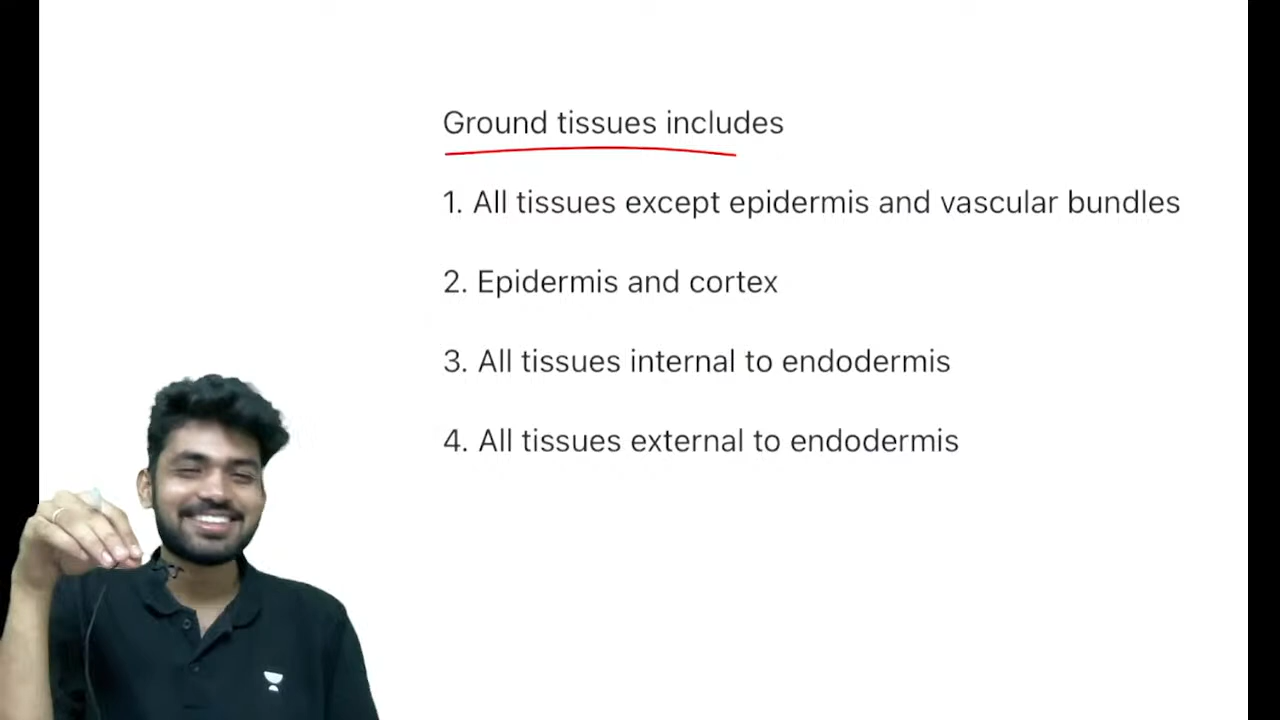 Ground tissues includes
1. All tissues except epidermis and vascular bundles
2. Epidermis and cortex
3. All tissues internal to endodermis
4. All tissues external to endodermis